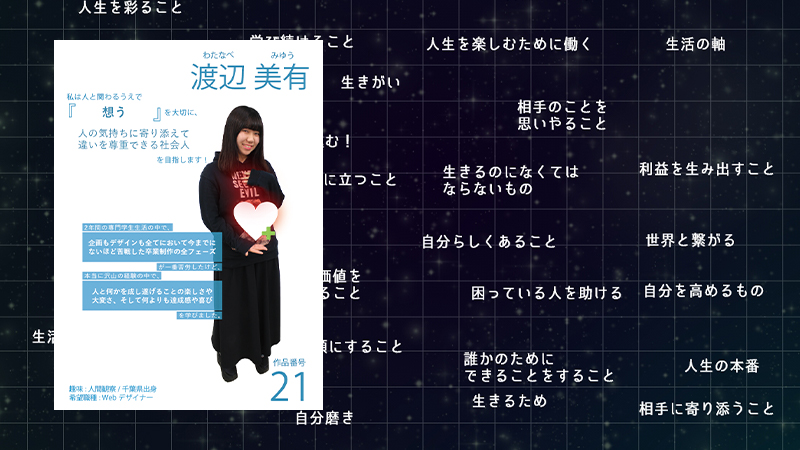 人生を彩ること
学び続けること
人生を楽しむために働く
生活の軸
生きがい
相手のことを
思いやること
む！
生きるのになくては
ならないもの
利益を生み出すこと
に立つこと
自分らしくあること
世界と繋がる
価値を
ること
困っている人を助ける
自分を高めるもの
生活
にすること
誰かのために
できることをすること
人生の本番
生きるため
相手に寄り添うこと
自分磨き
わたなべ みゆう
渡辺 美有
私は人と関わるうえで
『 想う 』を大切に、
人の気持ちに寄り添えて
違いを尊重できる社会人
を目指します！
2年間の専門学生生活の中で、
企画もデザインも全てにおいて今までに
ないほど苦戦した卒業制作の全フェーズ
が一番苦労したけど、
本当に沢山の経験の中で、
人と何かを成し遂げることの楽しさや
大変さ、そして何よりも達成感や喜び
を学びました。
作品番号
21
趣味：人間観察 / 千葉県出身
希望職種：Web デザイナー